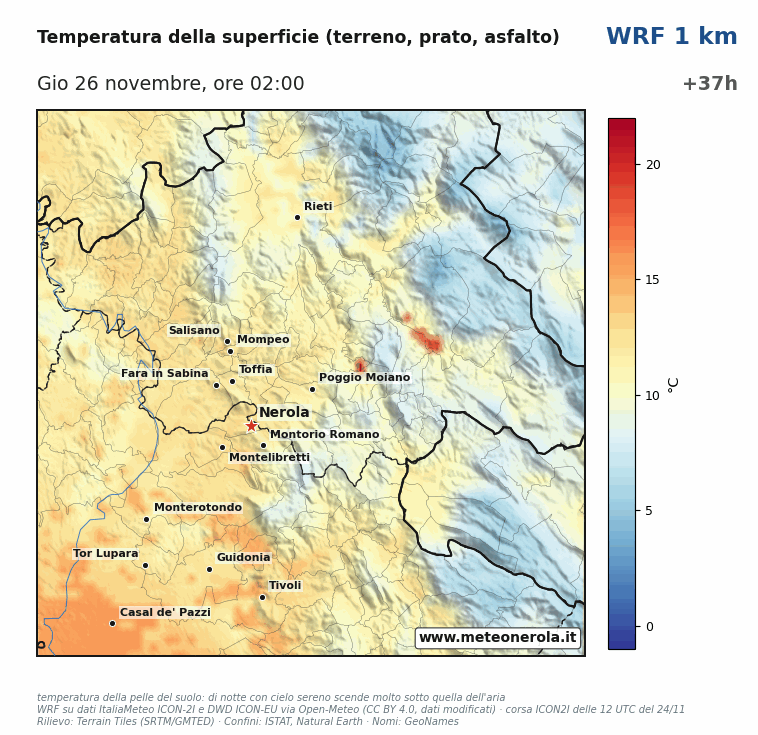 Temperatura della superficie (terreno, prato, asfalto)
WRF 1 km
Gio 26 novembre, ore 02:00
+37h
Rieti
Salisano
Mompeo
Toffia
Fara in Sabina
Poggio Moiano
Nerola
Montorio Romano
Montelibretti
Monterotondo
Tor Lupara
Guidonia
Tivoli
Casal de' Pazzi
www.meteonerola.it
20
15
10
5
0
°C
temperatura della pelle del suolo: di notte con cielo sereno scende molto sotto quella dell'aria
WRF su dati ItaliaMeteo ICON-2I e DWD ICON-EU via Open-Meteo (CC BY 4.0, dati modificati) · corsa ICON2I delle 12 UTC del 24/11
Rilievo: Terrain Tiles (SRTM/GMTED) · Confini: ISTAT, Natural Earth · Nomi: GeoNames